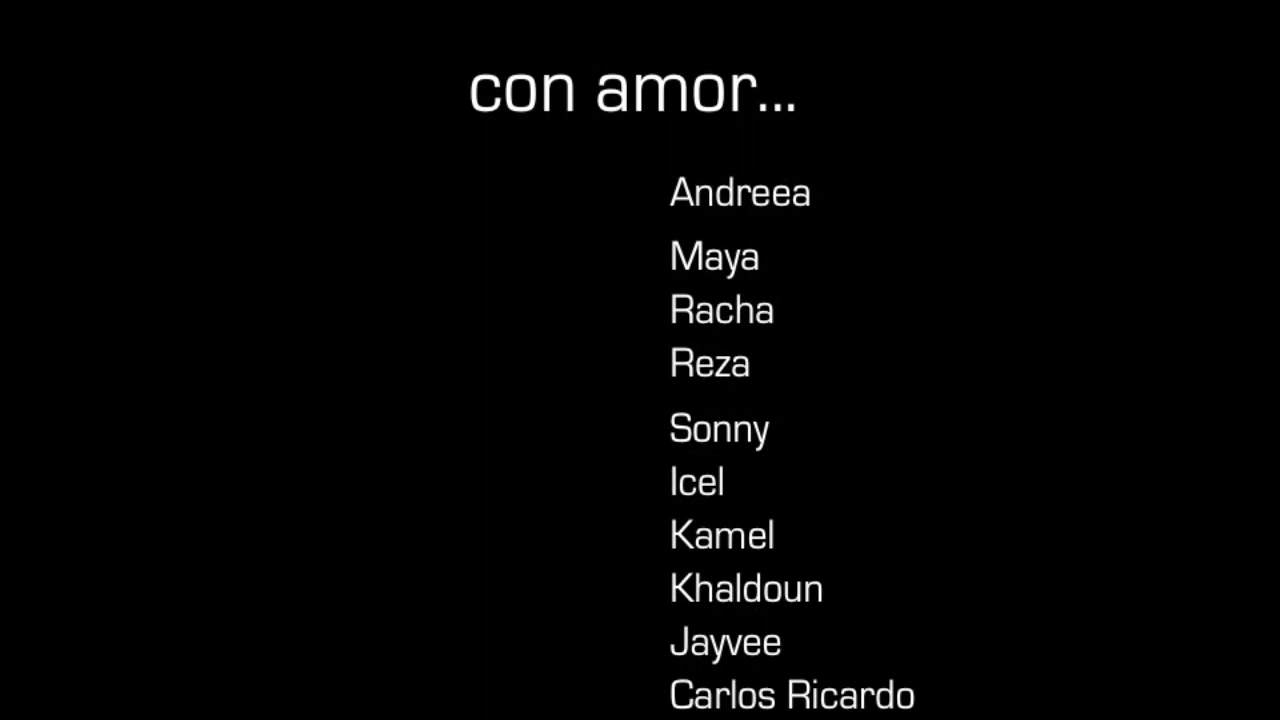 con amor...
Andreea
Maya
Racha
Reza
Sonny
Icel
Kamel
Khaldoun
Jayvee
Carlos Ricardo